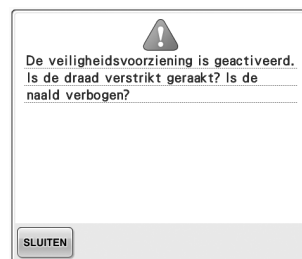 De veiligheidsvoorziening is geactiveerd.
Is de draad verstrikt geraakt? Is de
naald verbogen?
SLUITEN